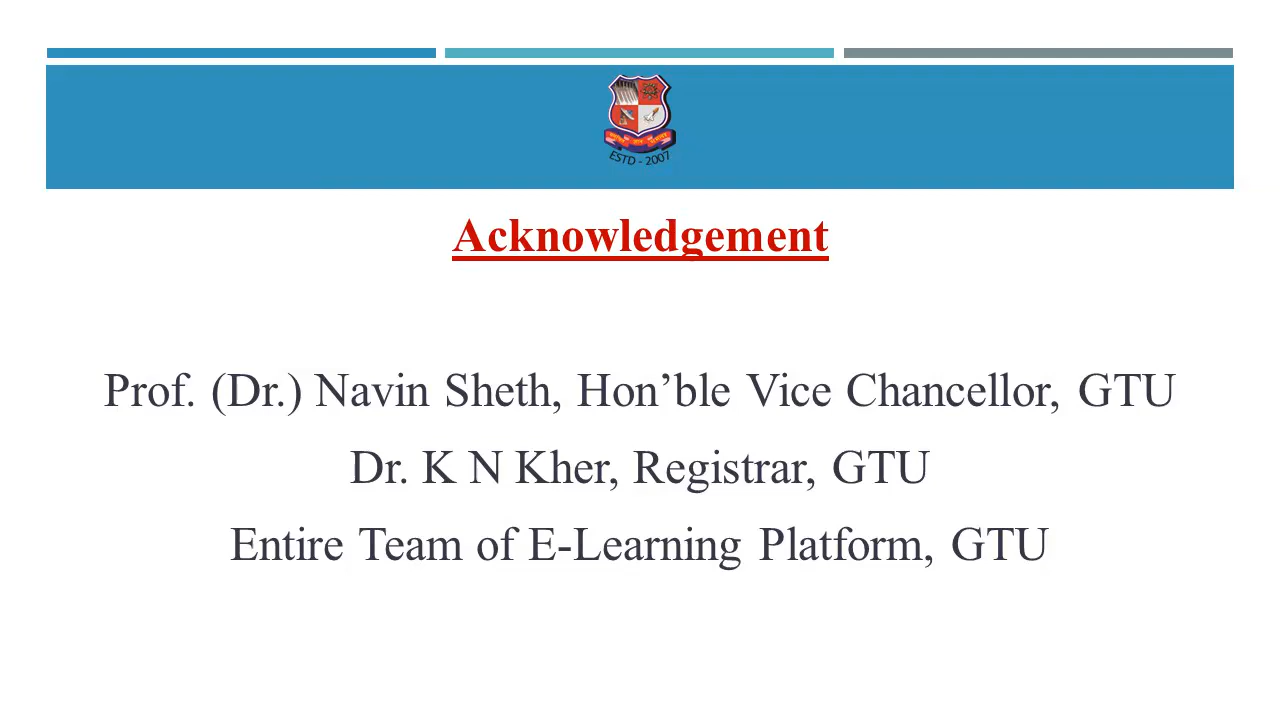 ESTD - 2007
Acknowledgement
Prof. (Dr.) Navin Sheth, Hon’ble Vice Chancellor, GTU
Dr. K N Kher, Registrar, GTU
Entire Team of E-Learning Platform, GTU